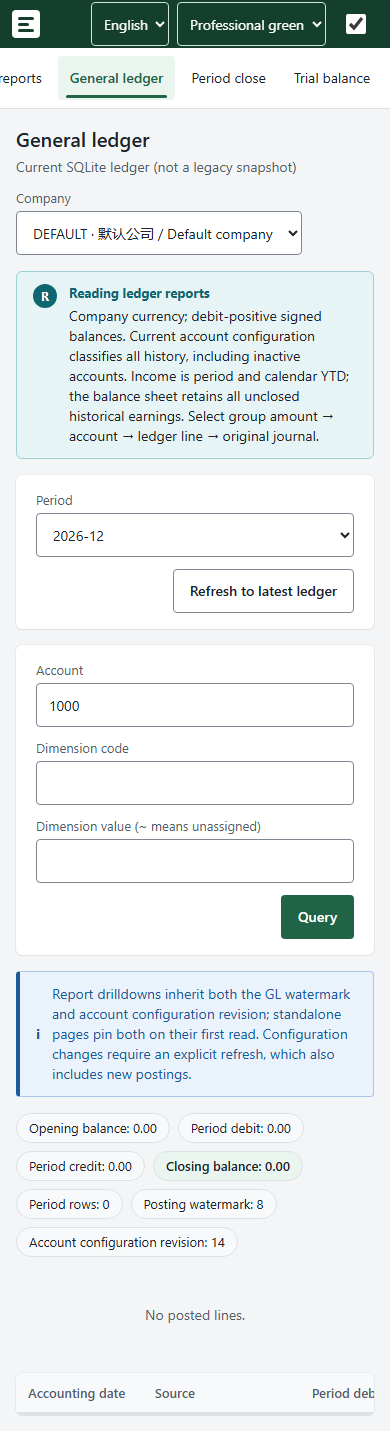 English
Professional green
reports
General ledger
Period close
Trial balance
General ledger
Current SQLite ledger (not a legacy snapshot)
Company
DEFAULT · 默认公司 / Default company
R
Reading ledger reports
Company currency; debit-positive signed
balances. Current account configuration
classifies all history, including inactive
accounts. Income is period and calendar YTD;
the balance sheet retains all unclosed
historical earnings. Select group amount →
account → ledger line → original journal.
Period
2026-12
Refresh to latest ledger
Account
1000
Dimension code
Dimension value (~ means unassigned)
Query
i
Report drilldowns inherit both the GL watermark
and account configuration revision; standalone
pages pin both on their first read. Configuration
changes require an explicit refresh, which also
includes new postings.
Opening balance: 0.00
Period debit: 0.00
Period credit: 0.00
Closing balance: 0.00
Period rows: 0
Posting watermark: 8
Account configuration revision: 14
No posted lines.
Accounting date
Source
Period deb